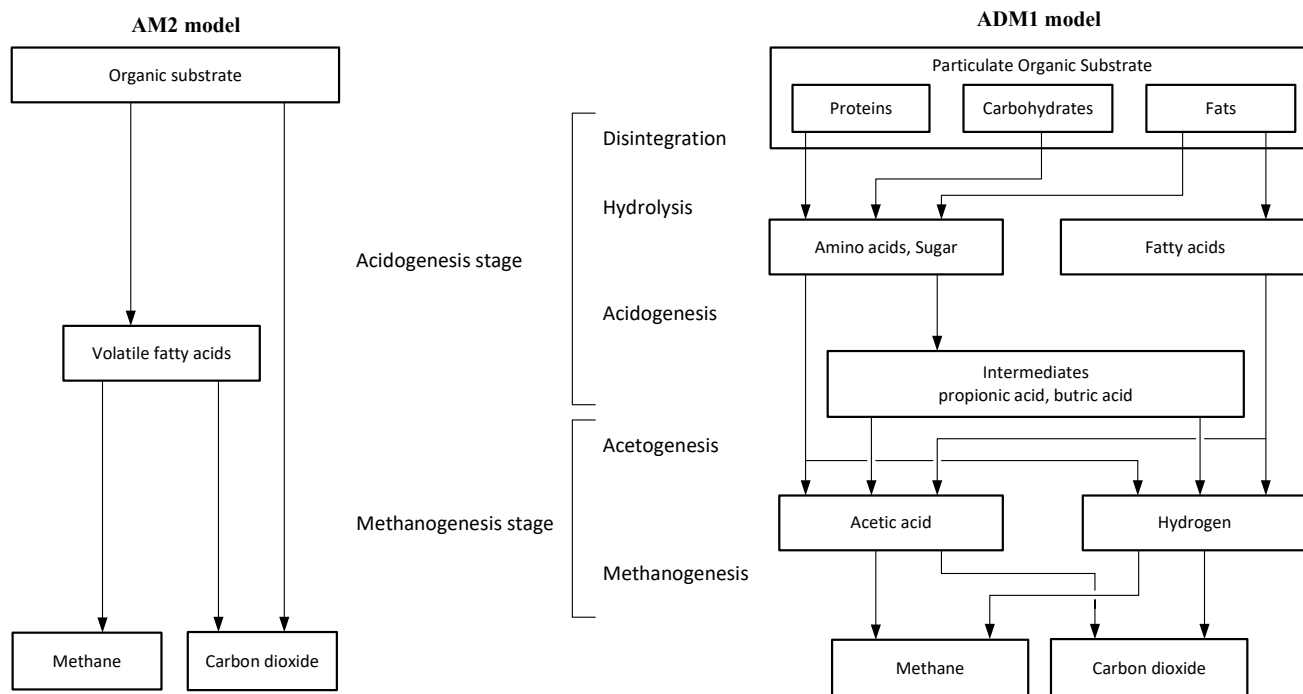 AM2 model
Organic substrate
Volatile fatty acids
Methane
Carbon dioxide
Acidogenesis stage
Methanogenesis stage
Disintegration
Hydrolysis
Acidogenesis
Acetogenesis
Methanogenesis
ADM1 model
Particulate Organic Substrate
Proteins
Carbohydrates
Fats
Amino acids, Sugar
Fatty acids
Intermediates
propionic acid, butric acid
Acetic acid
Hydrogen
Methane
Carbon dioxide